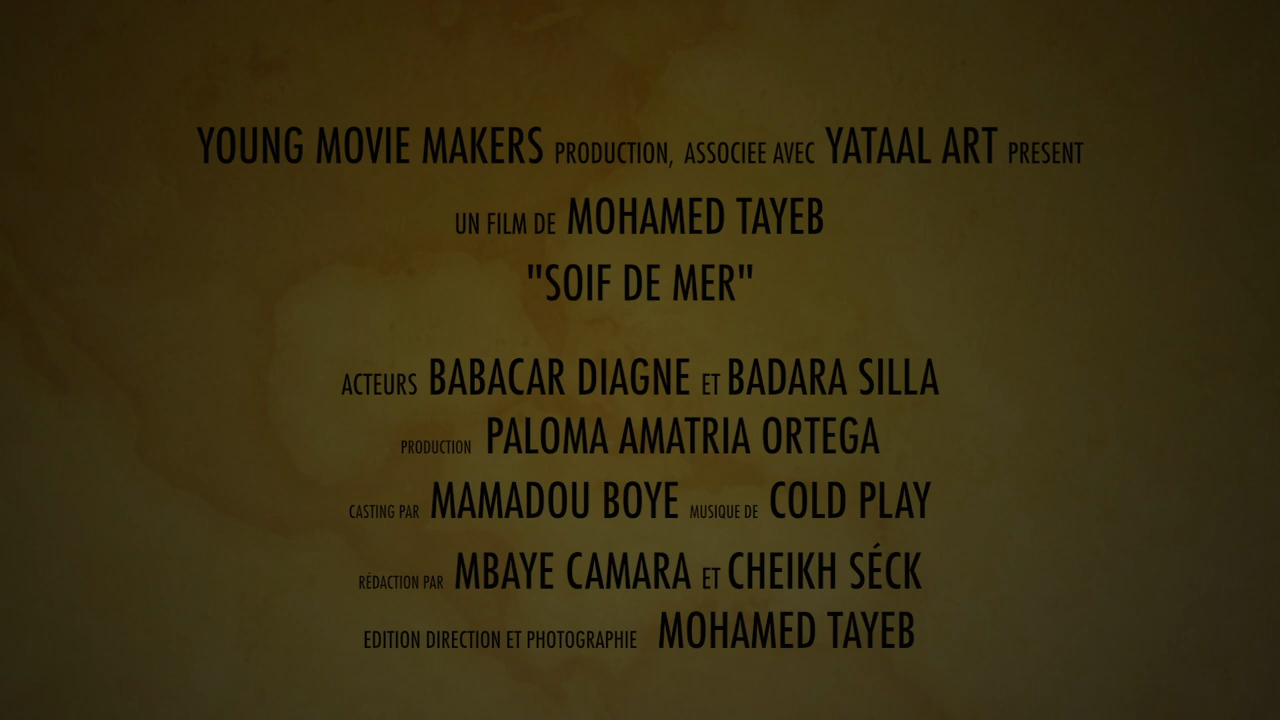 YOUNG MOVIE MAKERS PRODUCTION, ASSOCIEE AVEC YATAAL ART PRESENT
UN FILM DE MOHAMED TAYEB
"SOIF DE MER"
ACTEURS BABACAR DIAGNE ET BADARA SILLA
PRODUCTION PALOMA AMATRIA ORTEGA
CASTING PAR MAMADOU BOYE MUSIQUE DE COLD PLAY
RÉDACTION PAR MBAYE CAMARA ET CHEIKH SÉCK
EDITION DIRECTION ET PHOTOGRAPHIE MOHAMED TAYEB